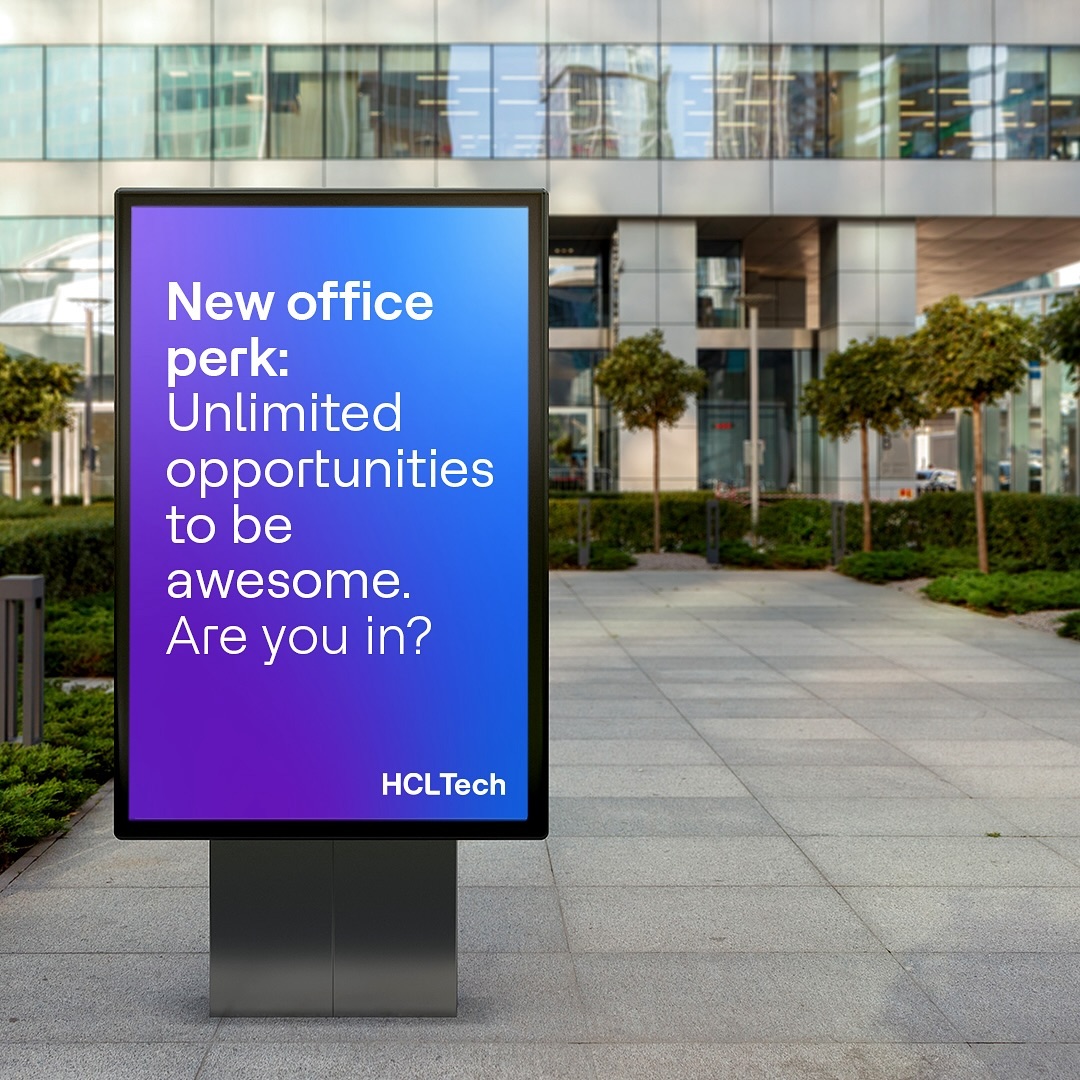 New office
perk:
Unlimited
opportunities
to be
awesome.
Are you in?
HCLTech